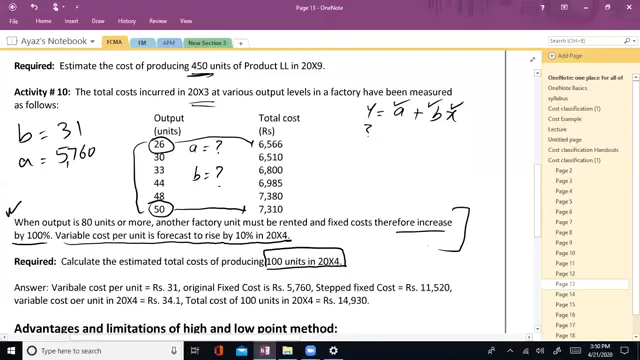 Page 13 - OneNote
File Home Insert Draw History Review View
Ayaz's Notebook FCMA FM AFM New Section 3
Required: Estimate the cost of producing 450 units of Product LL in 20X9.
Activity # 10: The total costs incurred in 20X3 at various output levels in a factory have been measured
as follows:
y = a + bx
?
b = 31
a = 5,760
Output Total cost
(units) (Rs)
26 a = ? 6,566
30 6,510
33 b = ? 6,800
44 6,985
48 7,380
50 7,310
When output is 80 units or more, another factory unit must be rented and fixed costs therefore increase
by 100%. Variable cost per unit is forecast to rise by 10% in 20X4.
Required: Calculate the estimated total costs of producing 100 units in 20X4.
Answer: Varibale cost per unit = Rs. 31, original Fixed Cost is Rs. 5,760, Stepped fixed Cost = Rs. 11,520,
variable cost oer unit in 20X4 = Rs. 34.1, Total cost of 100 units in 20X4 = Rs. 14,930.
Advantages and limitations of high and low point method:
Add Page
OneNote: one place for all of
OneNote Basics
syllabus
Cost classification (1)
Cost classification
Example
Lecture
Untitled page
Cost classification Handouts
Cost classification
Page 2
Page 3
Page 4
Page 5
Page 6
Page 7
Page 8
Page 9
Page 10
Page 11
Page 12
Page 13
Page 14
Page 15
Page 16
Page 17
Page 18
3:50 PM
4/21/2020